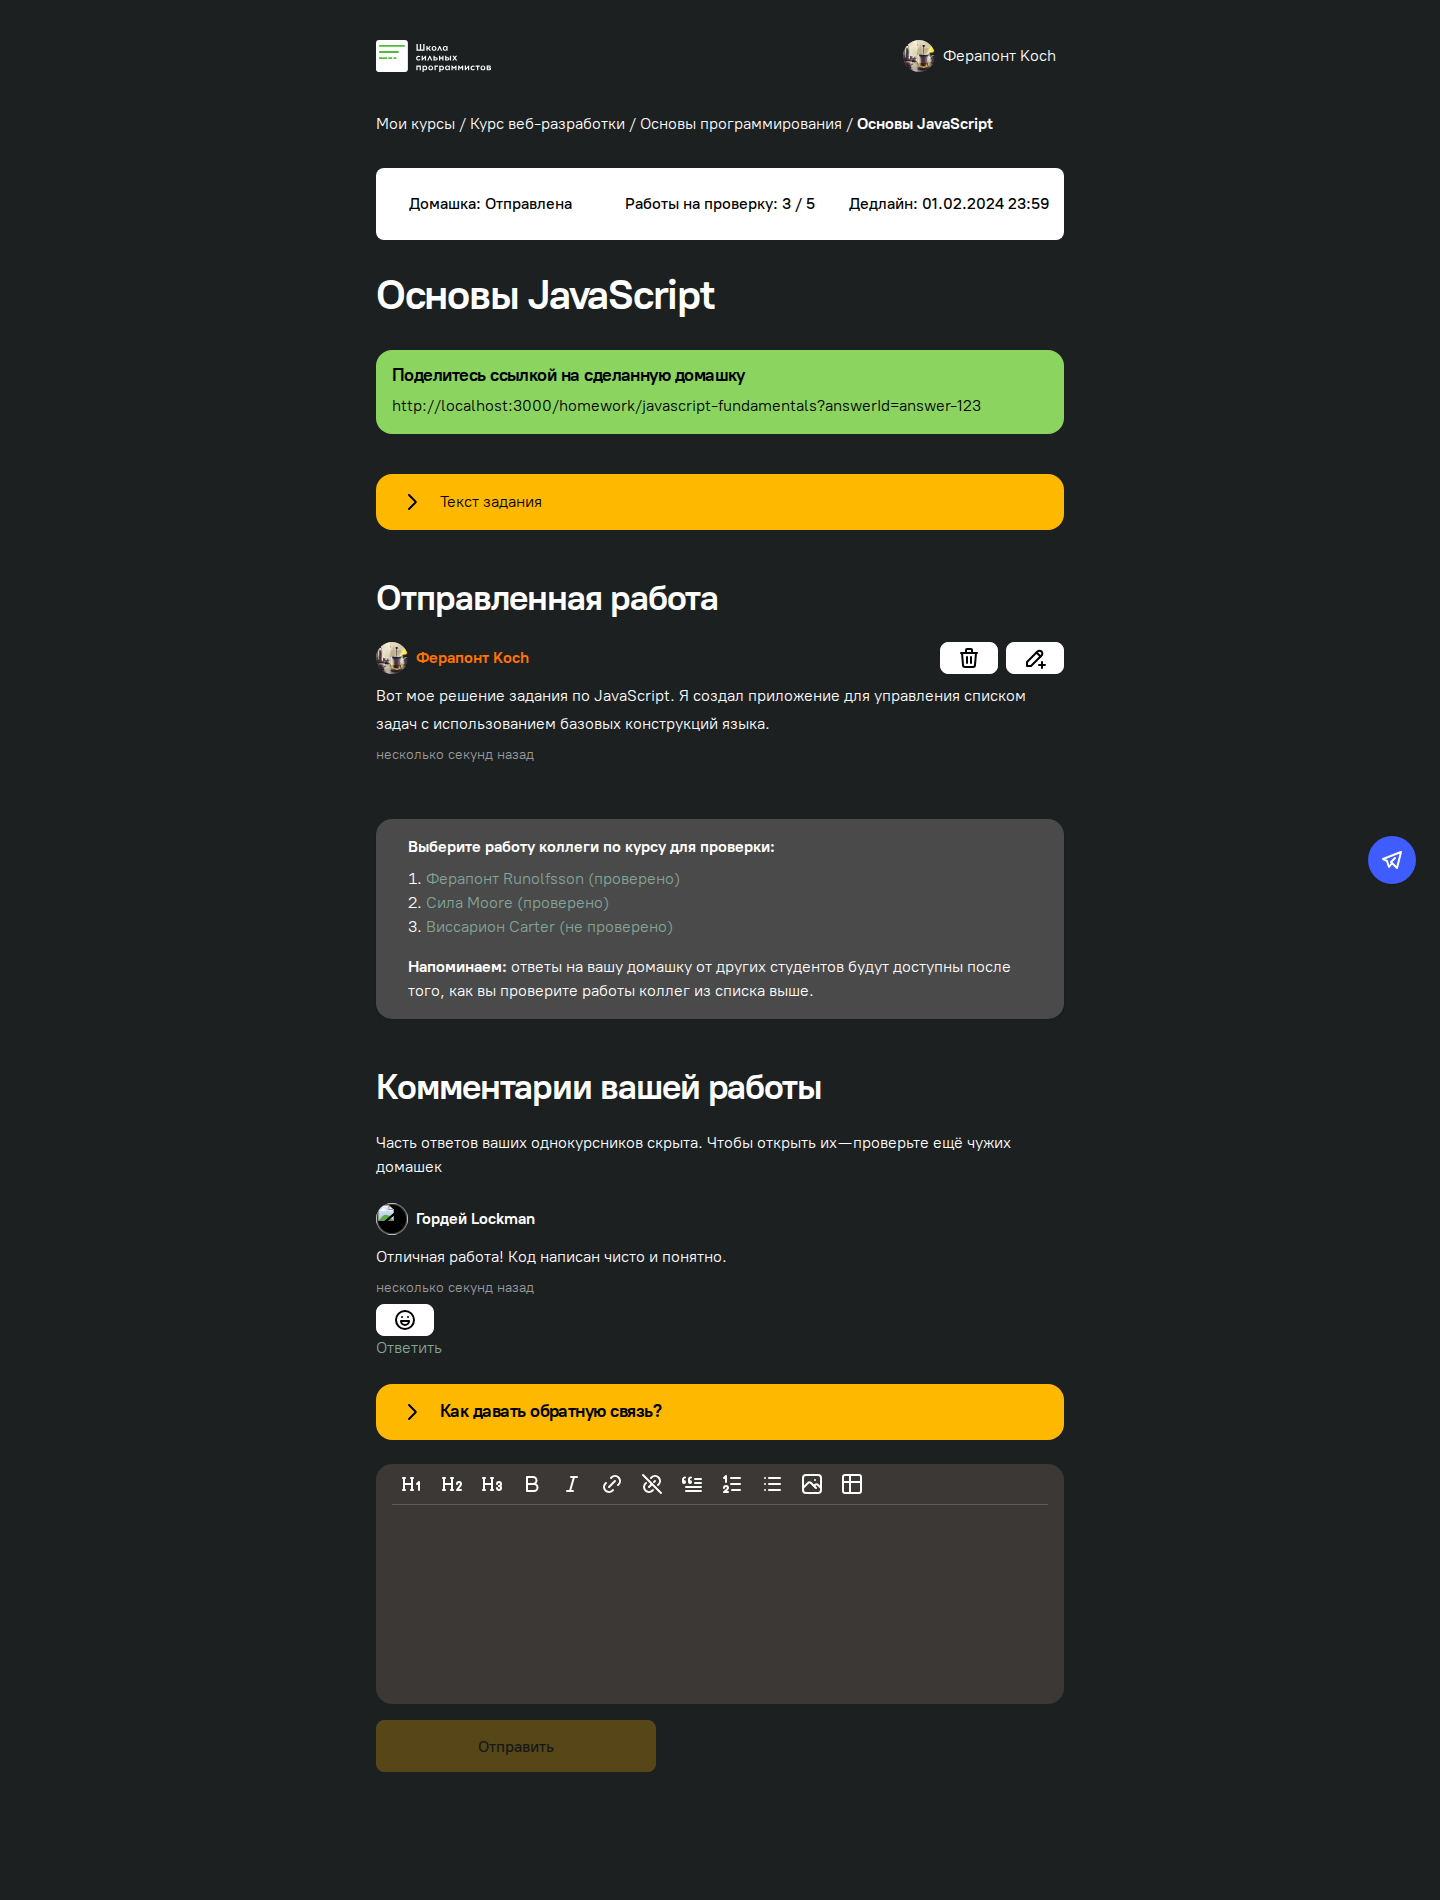 Школа
сильных
программистов
Ферапонт Koch
Мои курсы / Курс веб-разработки / Основы программирования / Основы JavaScript
Домашка: Отправлена
Работы на проверку: 3 / 5
Дедлайн: 01.02.2024 23:59
Основы JavaScript
Поделитесь ссылкой на сделанную домашку
http://localhost:3000/homework/javascript-fundamentals?answerId=answer-123
Текст задания
Отправленная работа
Ферапонт Koch
Вот мое решение задания по JavaScript. Я создал приложение для управления списком
задач с использованием базовых конструкций языка.
несколько секунд назад
Выберите работу коллеги по курсу для проверки:
1. Ферапонт Runolfsson (проверено)
2. Сила Moore (проверено)
3. Виссарион Carter (не проверено)
Напоминаем: ответы на вашу домашку от других студентов будут доступны после
того, как вы проверите работы коллег из списка выше.
Комментарии вашей работы
Часть ответов ваших однокурсников скрыта. Чтобы открыть их — проверьте ещё чужих
домашек
Гордей Lockman
Отличная работа! Код написан чисто и понятно.
несколько секунд назад
Ответить
Как давать обратную связь?
H1 H2 H3 B I
Отправить